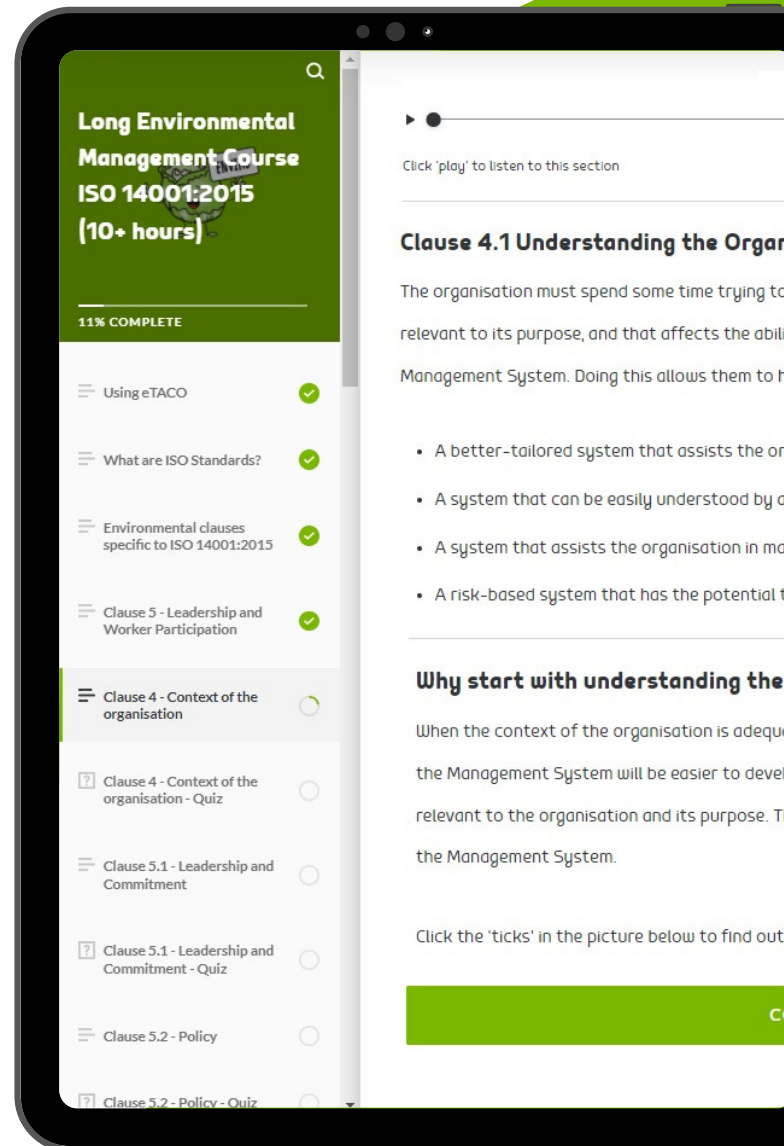 Long Environmental
Management Course
ISO 14001:2015
(10+ hours)
11% COMPLETE
Using eTACO
What are ISO Standards?
Environmental clauses
specific to ISO 14001:2015
Clause 5 - Leadership and
Worker Participation
Clause 4 - Context of the
organisation
Clause 4 - Context of the
organisation - Quiz
Clause 5.1 - Leadership and
Commitment
Clause 5.1 - Leadership and
Commitment - Quiz
Clause 5.2 - Policy
Clause 5.2 - Policy - Quiz
Click 'play' to listen to this section
Clause 4.1 Understanding the Organ
The organisation must spend some time trying to
relevant to its purpose, and that affects the abili
Management System. Doing this allows them to h
• A better-tailored system that assists the or
• A system that can be easily understood by a
• A system that assists the organisation in ma
• A risk-based system that has the potential t
Why start with understanding the
When the context of the organisation is adequa
the Management System will be easier to devel
relevant to the organisation and its purpose. T
the Management System.
Click the 'ticks' in the picture below to find out